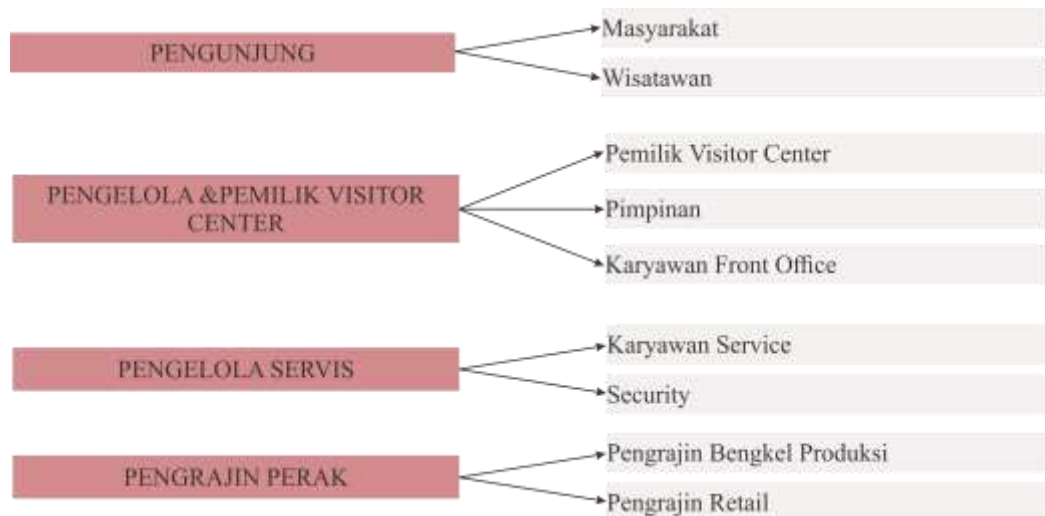 PENGUNJUNG
Masyarakat
Wisatawan
PENGELOLA &PEMILIK VISITOR
CENTER
Pemilik Visitor Center
Pimpinan
Karyawan Front Office
PENGELOLA SERVIS
Karyawan Service
Security
PENGRAJIN PERAK
Pengrajin Bengkel Produksi
Pengrajin Retail